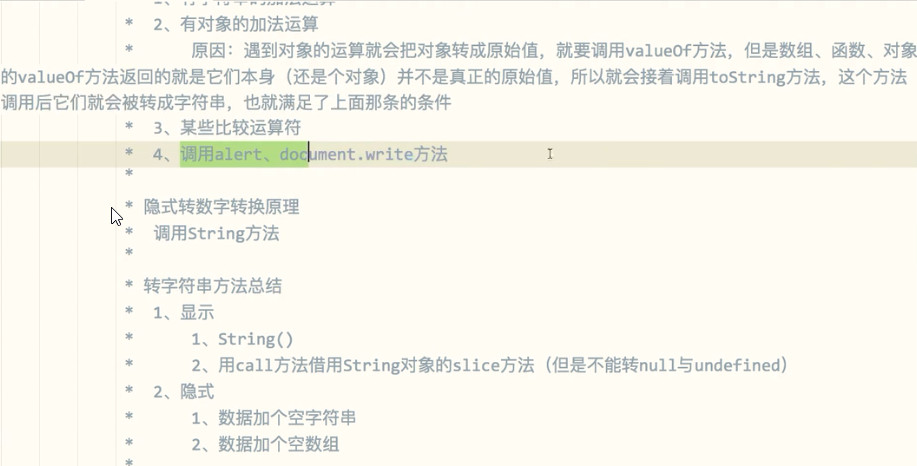 * 2、有对象的加法运算
* 原因：遇到对象的运算就会把对象转成原始值，就要调用valueOf方法，但是数组、函数、对象
的valueOf方法返回的就是它们本身（还是个对象）并不是真正的原始值，所以就会接着调用toString方法，这个方法
调用后它们就会被转成字符串，也就满足了上面那条的条件
* 3、某些比较运算符
* 4、调用alert、document.write方法
*
* 隐式转数字转换原理
* 调用String方法
*
* 转字符串方法总结
* 1、显示
* 1、String()
* 2、用call方法借用String对象的slice方法（但是不能转null与undefined）
* 2、隐式
* 1、数据加个空字符串
* 2、数据加个空数组
*